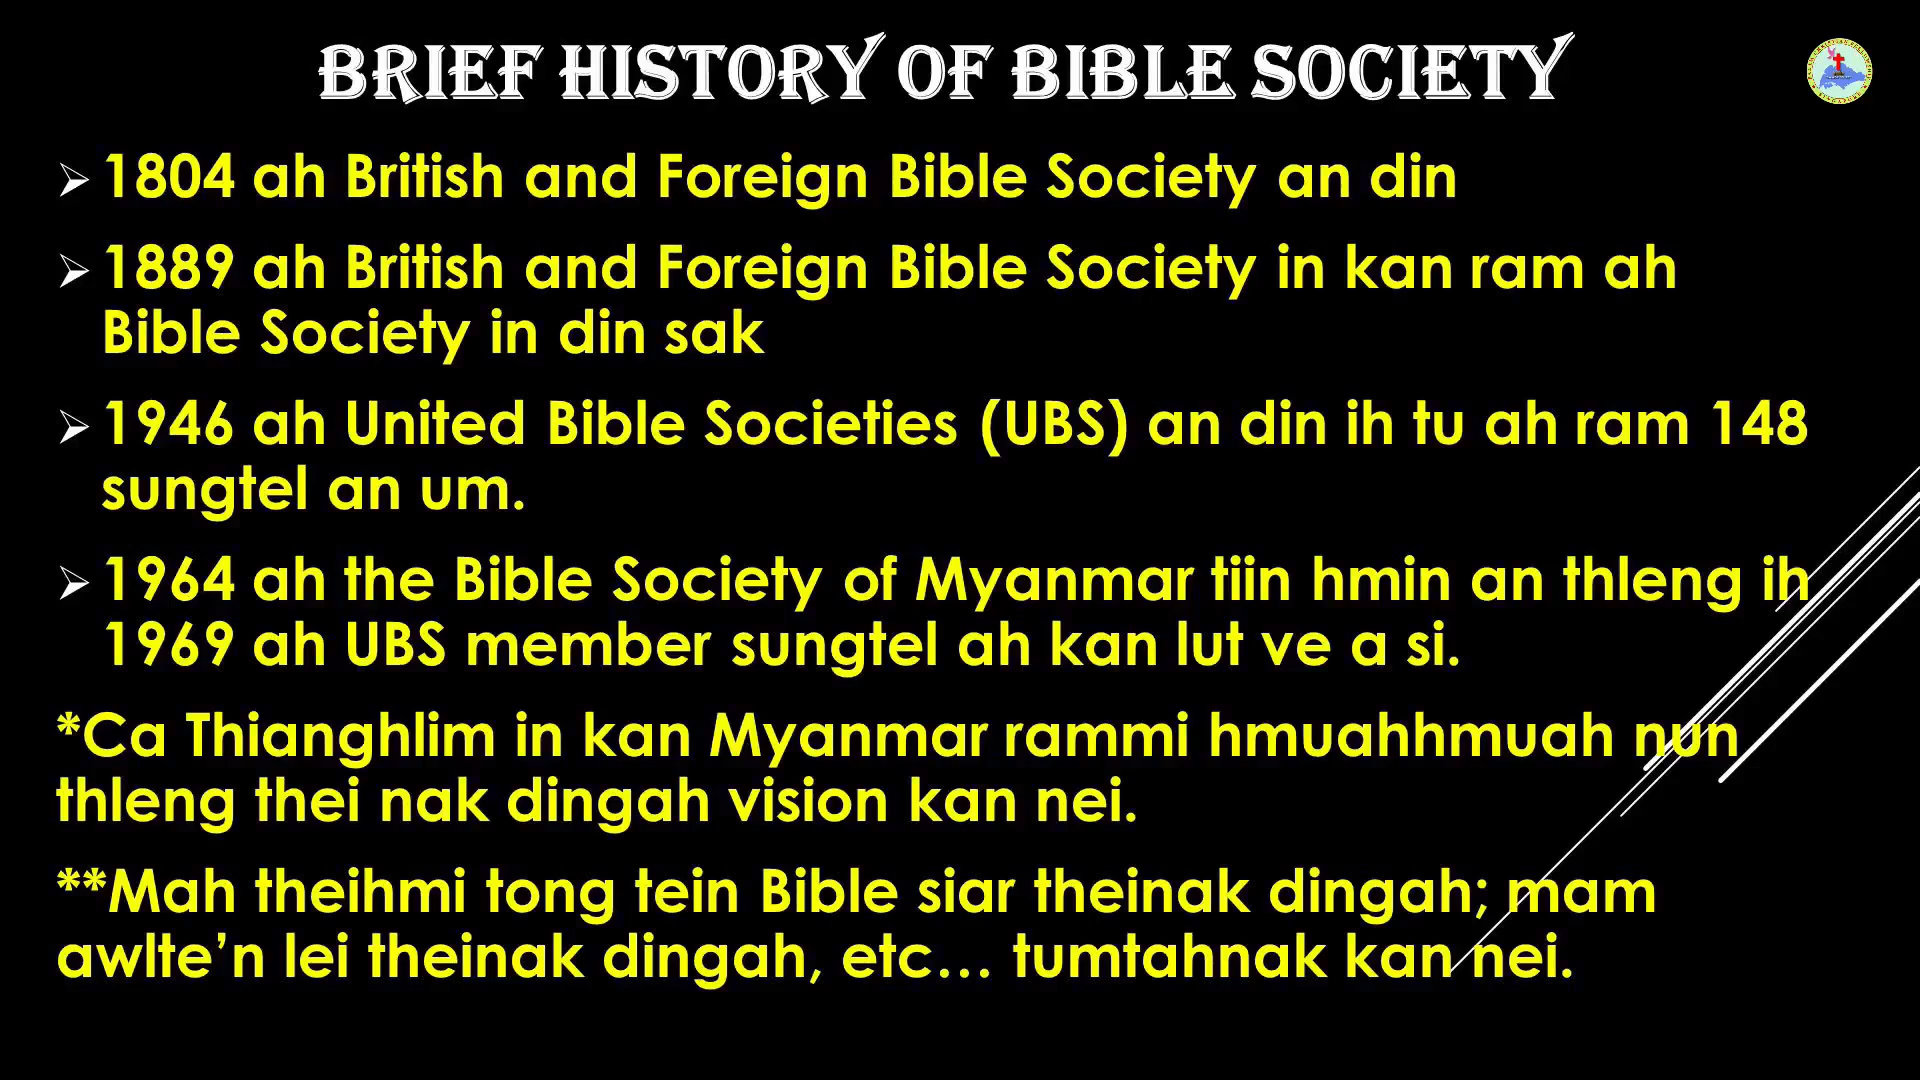 BRIEF HISTORY OF BIBLE SOCIETY
1804 ah British and Foreign Bible Society an din
1889 ah British and Foreign Bible Society in kan ram ah
Bible Society in din sak
1946 ah United Bible Societies (UBS) an din ih tu ah ram 148
sungtel an um.
1964 ah the Bible Society of Myanmar tiin hmin an thleng ih
1969 ah UBS member sungtel ah kan lut ve a si.
*Ca Thianghlim in kan Myanmar rammi hmuahhmuah nun
thleng thei nak dingah vision kan nei.
**Mah theihmi tong tein Bible siar theinak dingah; mam
awlte’n lei theinak dingah, etc… tumtahnak kan nei.